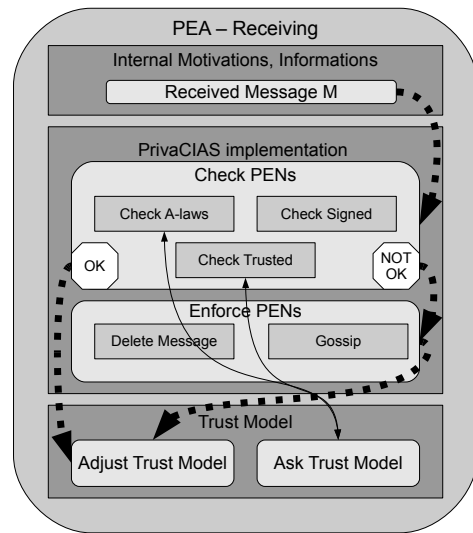 PEA – Receiving
Internal Motivations, Informations
Received Message M
PrivaCIAS implementation
Check PENs
Check A-laws
Check Signed
OK
Check Trusted
NOT
OK
Enforce PENs
Delete Message
Gossip
Trust Model
Adjust Trust Model
Ask Trust Model